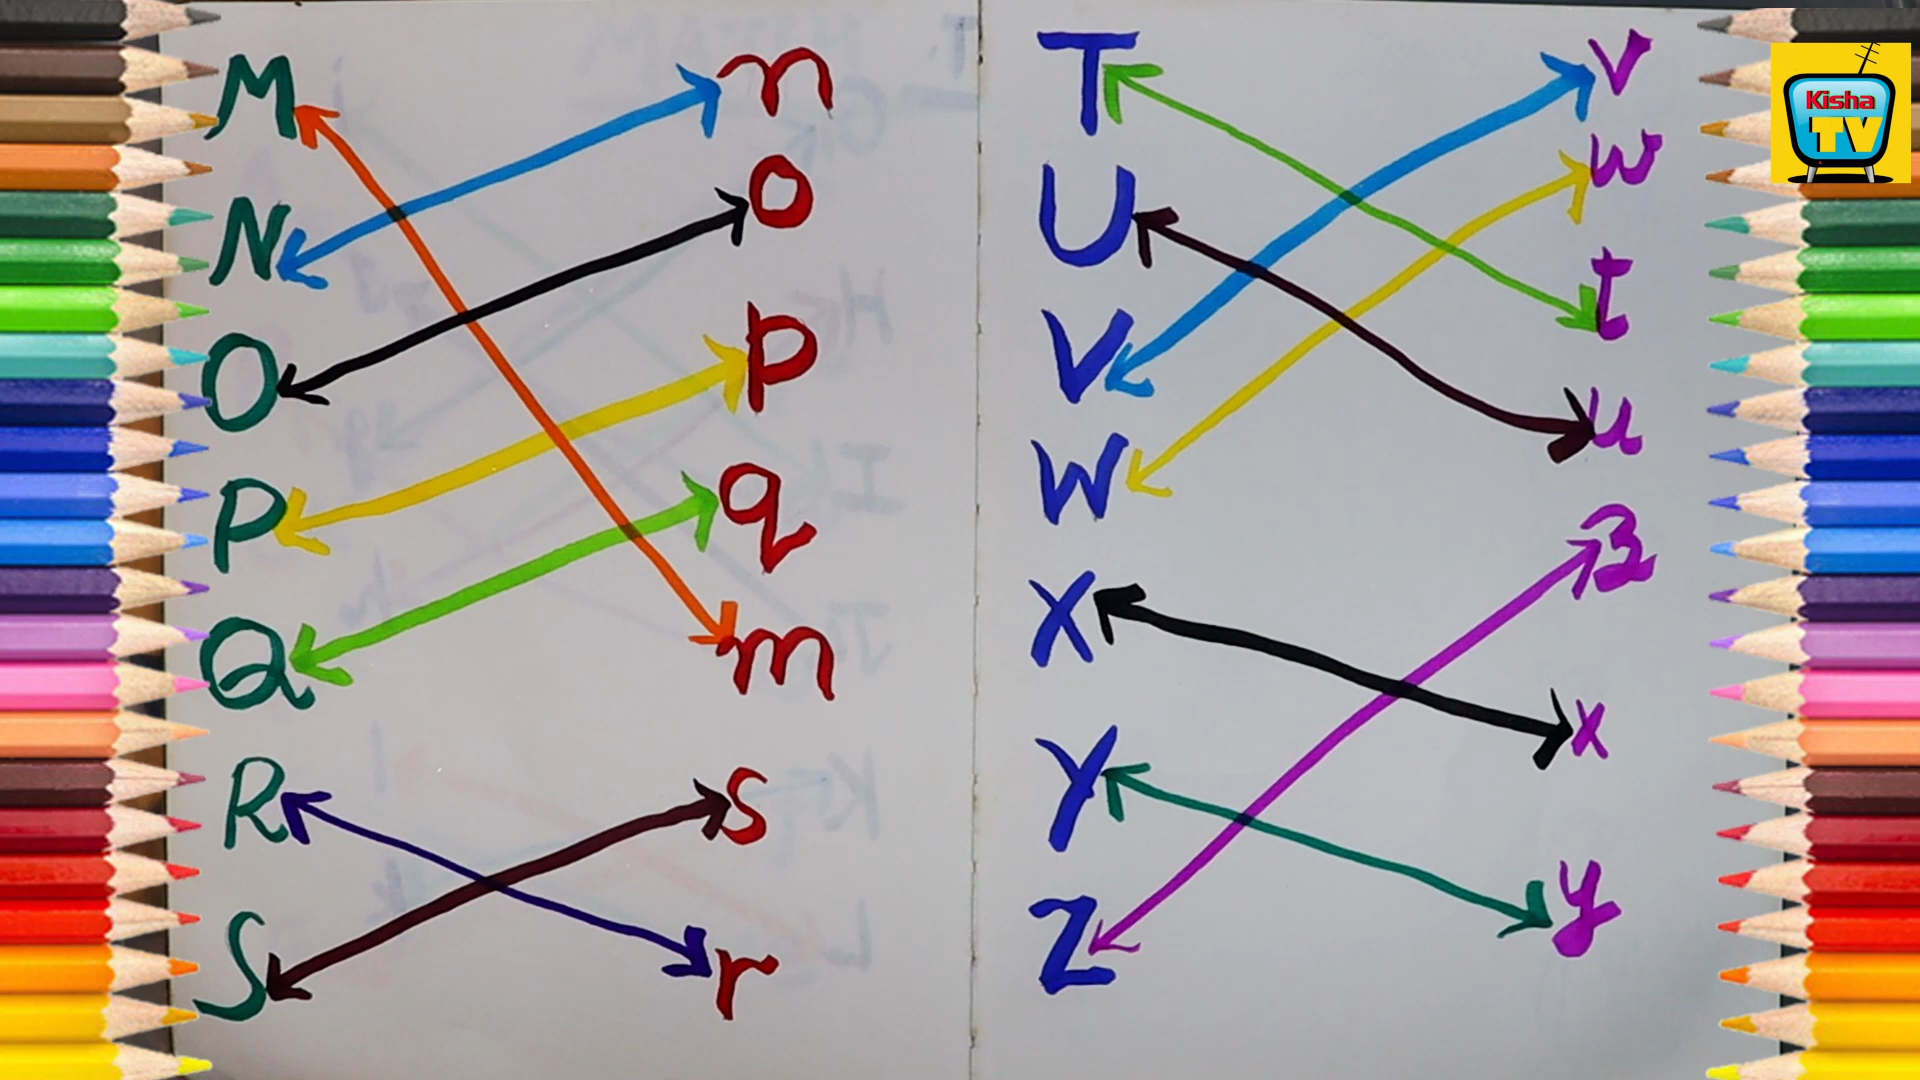 M n
N o
O p
P q
Q m
R s
S r
T v
U w
V t
W u
X z
Y x
Z y
Kisha
TV